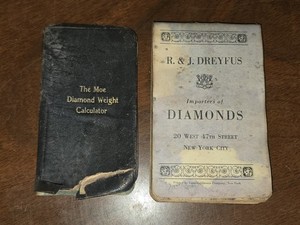 The Moe
Diamond Weight
Calculator
R. & J. DREYFUS
Importers of
DIAMONDS
20 WEST 47TH STREET
NEW YORK CITY